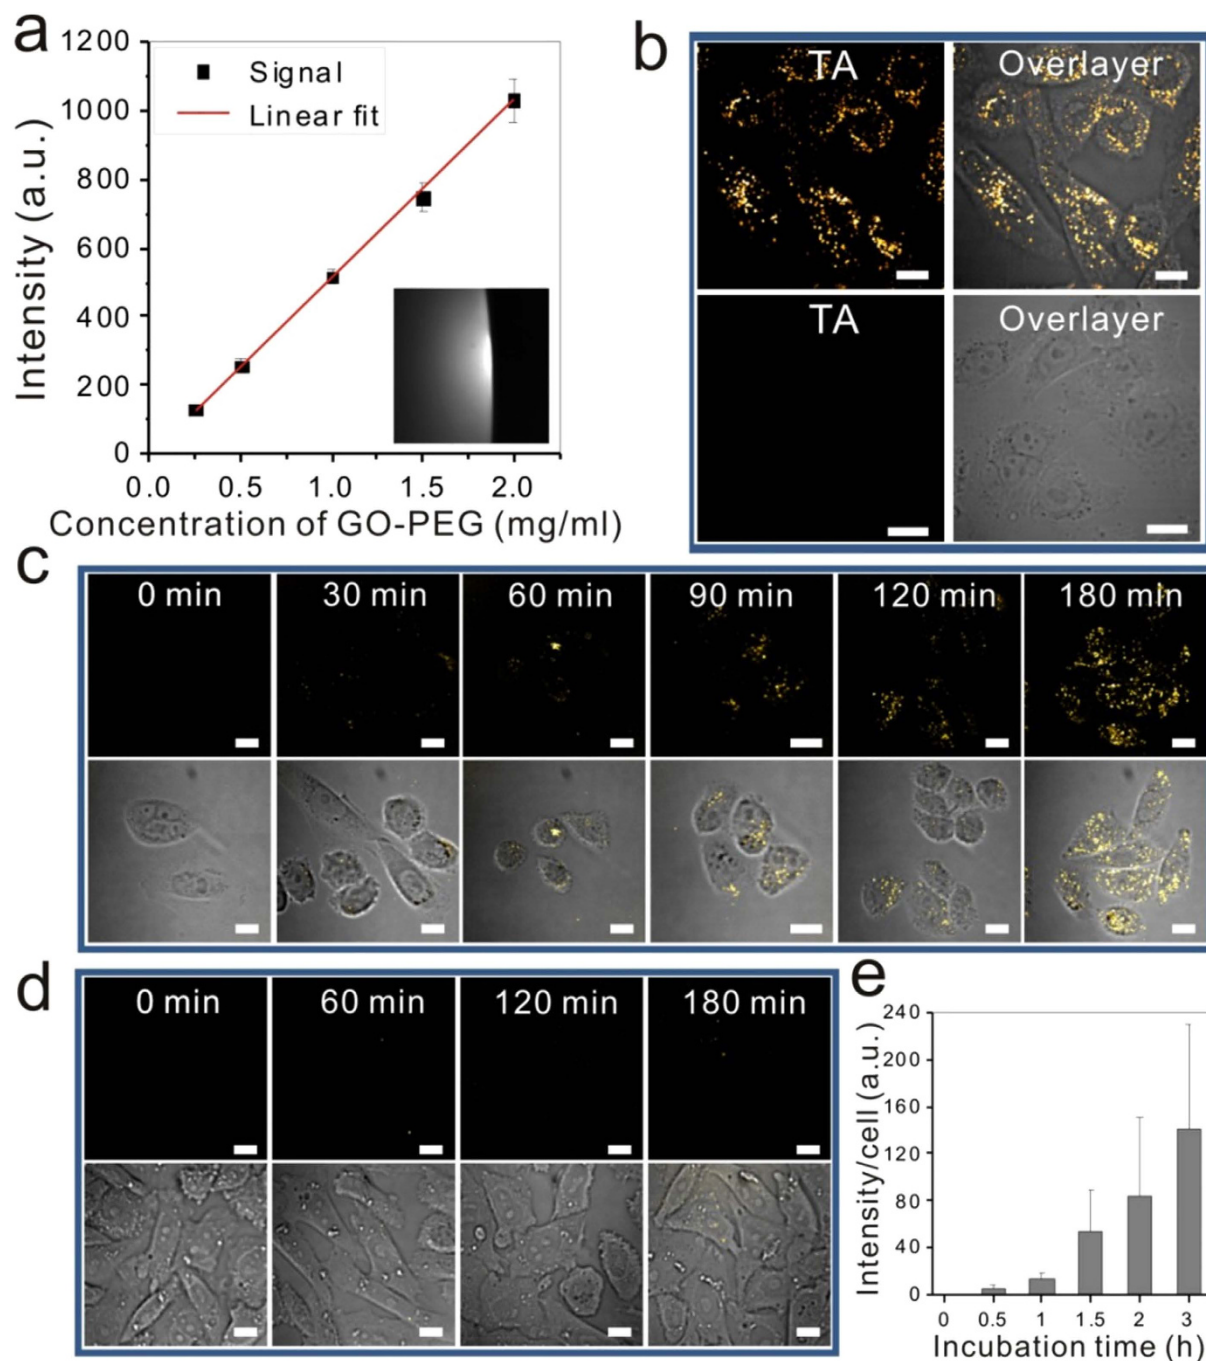 a
1200
1000
800
600
400
200
0
Intensity (a.u.)
Signal
Linear fit
0.0 0.5 1.0 1.5 2.0
Concentration of GO-PEG (mg/ml)
b
TA Overlayer
TA Overlayer
c
0 min 30 min 60 min 90 min 120 min 180 min
d
0 min 60 min 120 min 180 min
e
240
200
160
120
80
40
0
Intensity/cell (a.u.)
0 0.5 1 1.5 2 3
Incubation time (h)